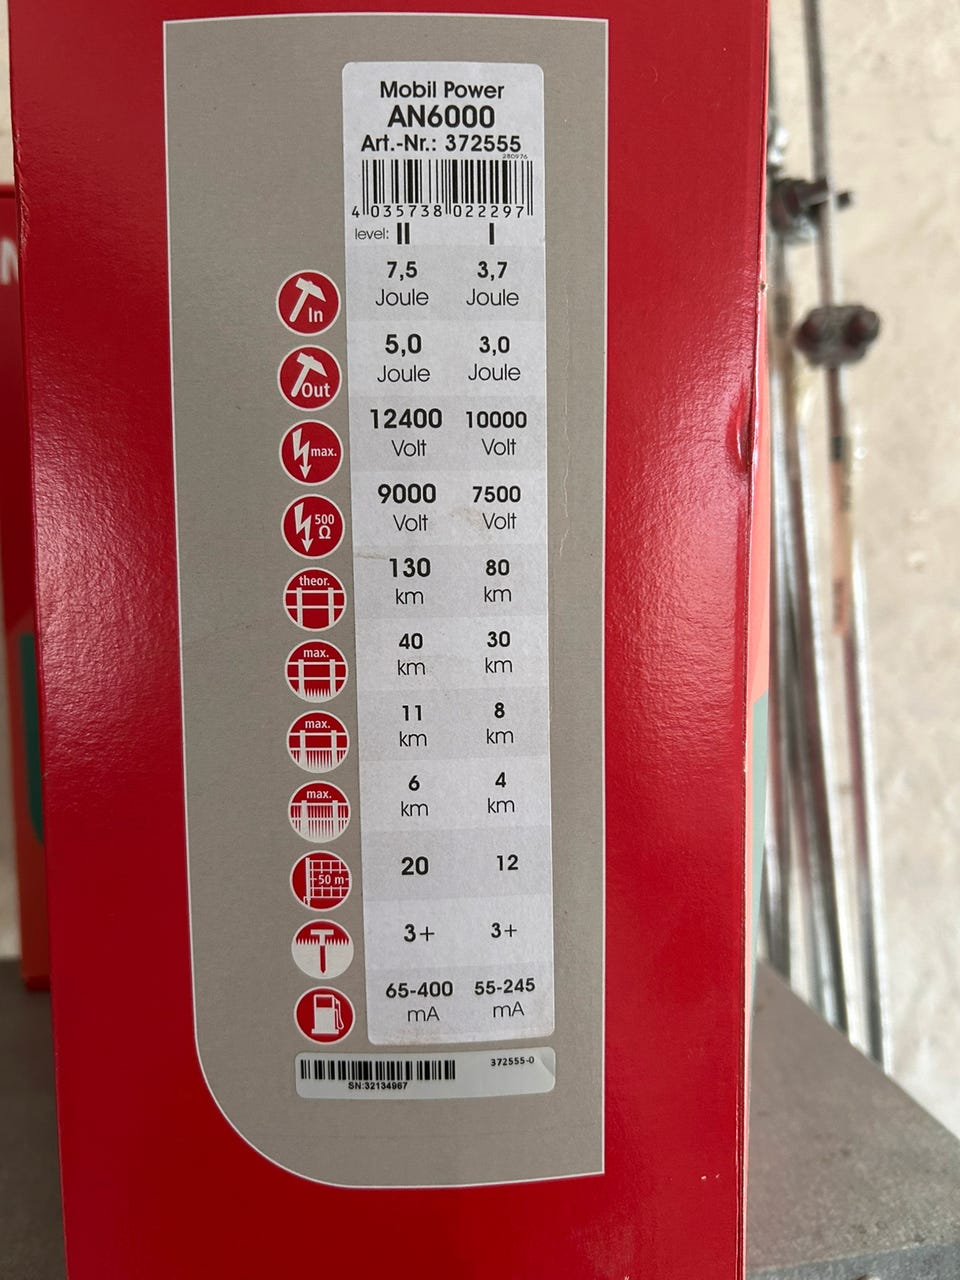 Mobil Power
AN6000
Art.-Nr.: 372555
280976
4 035738 022297
level: II I
In 7,5 3,7
Joule Joule
Out 5,0 3,0
Joule Joule
max. 12400 10000
Volt Volt
500 Ω 9000 7500
Volt Volt
theor. 130 80
km km
max. 40 30
km km
max. 11 8
km km
max. 6 4
km km
50 m 20 12
3+ 3+
65-400 55-245
mA mA
372555-0
SN:32134967
N